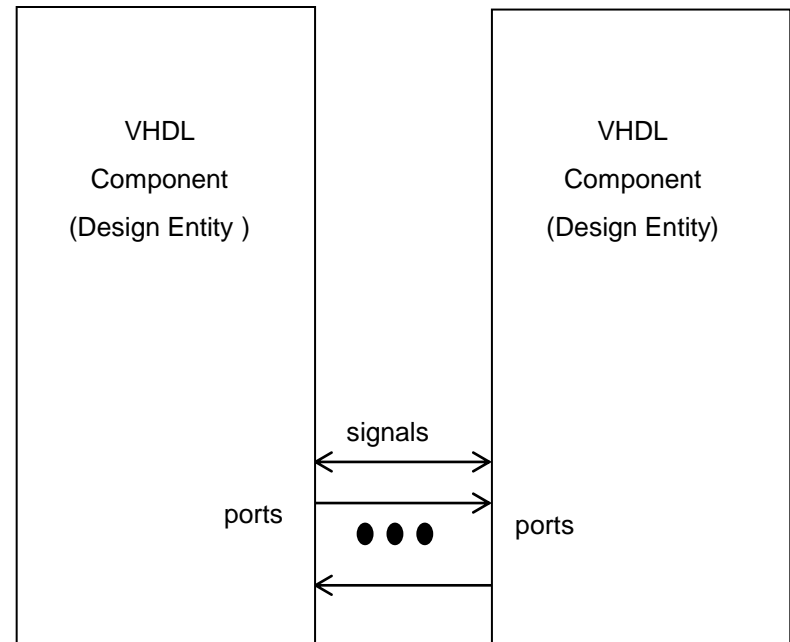 VHDL
Component
(Design Entity )
VHDL
Component
(Design Entity)
signals
ports
ports